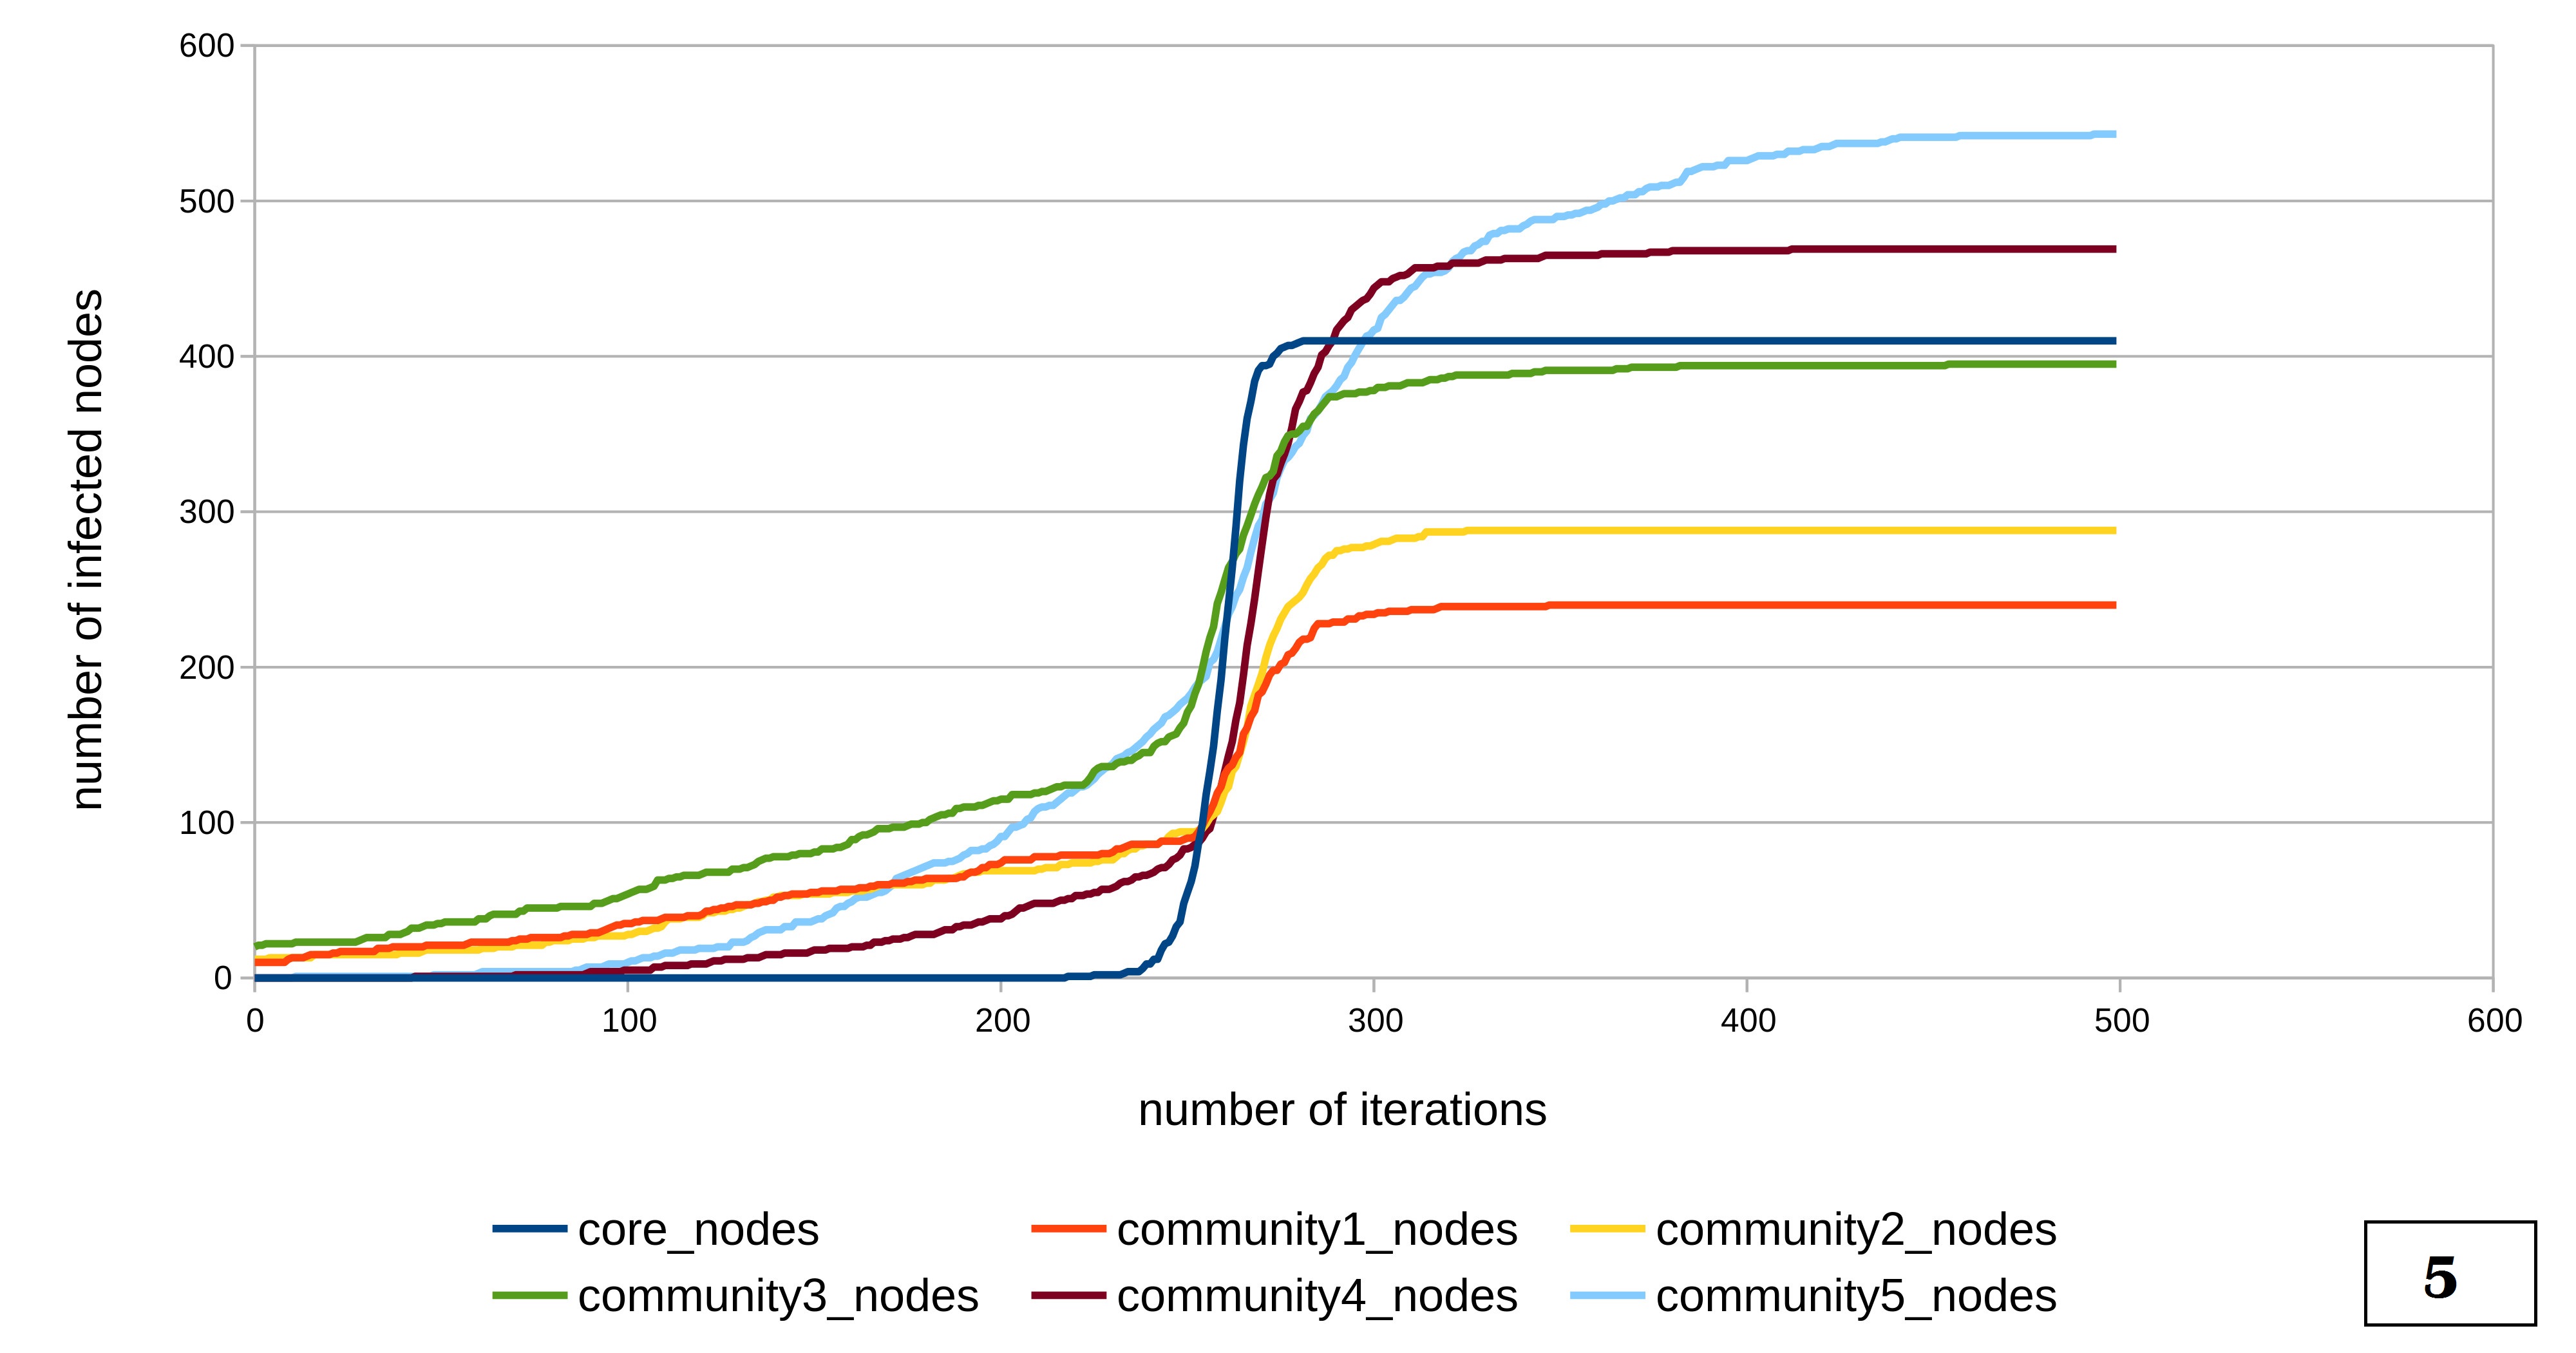 600
500
400
300
200
100
0
number of infected nodes
0 100 200 300 400 500 600
number of iterations
core_nodes community1_nodes community2_nodes
community3_nodes community4_nodes community5_nodes
5